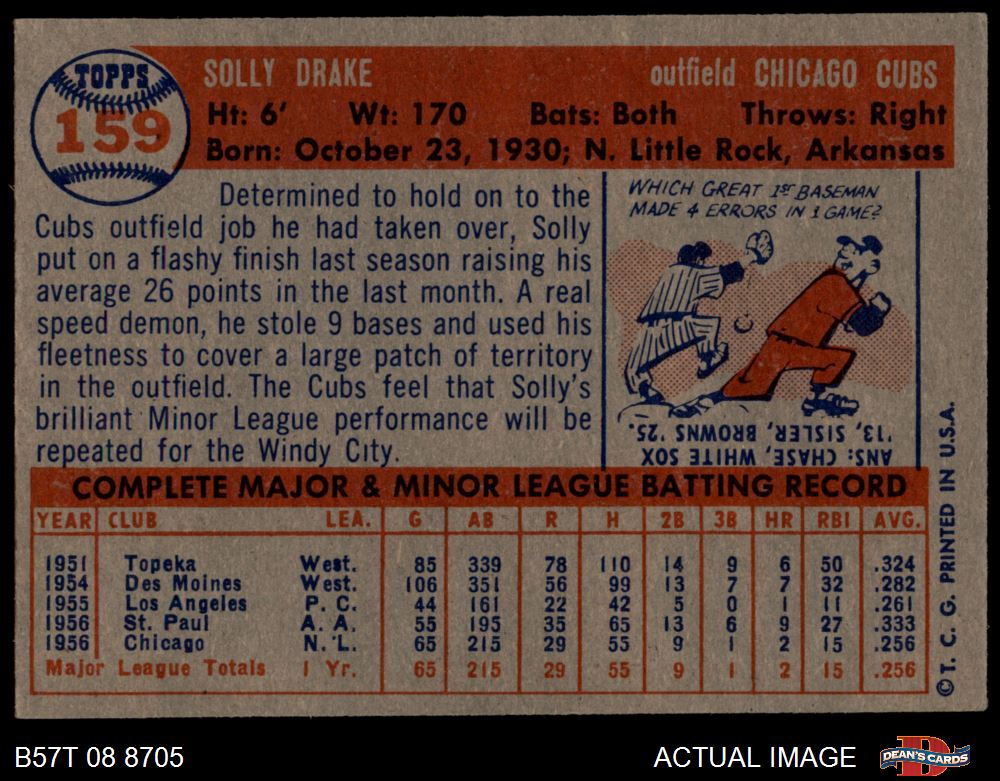 TOPPS
159
SOLLY DRAKE outfield CHICAGO CUBS
Ht: 6' Wt: 170 Bats: Both Throws: Right
Born: October 23, 1930; N. Little Rock, Arkansas
Determined to hold on to the
Cubs outfield job he had taken over, Solly
put on a flashy finish last season raising his
average 26 points in the last month. A real
speed demon, he stole 9 bases and used his
fleetness to cover a large patch of territory
in the outfield. The Cubs feel that Solly's
brilliant Minor League performance will be
repeated for the Windy City.
WHICH GREAT 1ST BASEMAN
MADE 4 ERRORS IN 1 GAME?
ANS: CHASE, WHITE SOX
'13, SISLER, BROWNS '25.
COMPLETE MAJOR & MINOR LEAGUE BATTING RECORD
YEAR CLUB LEA. G AB R H 2B 3B HR RBI AVG.
1951 Topeka West. 85 339 78 110 14 9 6 50 .324
1954 Des Moines West. 106 351 56 99 13 7 7 32 .282
1955 Los Angeles P. C. 44 161 22 42 5 0 1 11 .261
1956 St. Paul A. A. 55 195 35 65 13 6 9 27 .333
1956 Chicago N. L. 65 215 29 55 9 1 2 15 .256
Major League Totals 1 Yr. 65 215 29 55 9 1 2 15 .256
© T. C. G. PRINTED IN U.S.A.
B57T 08 8705 ACTUAL IMAGE DEAN'S CARDS